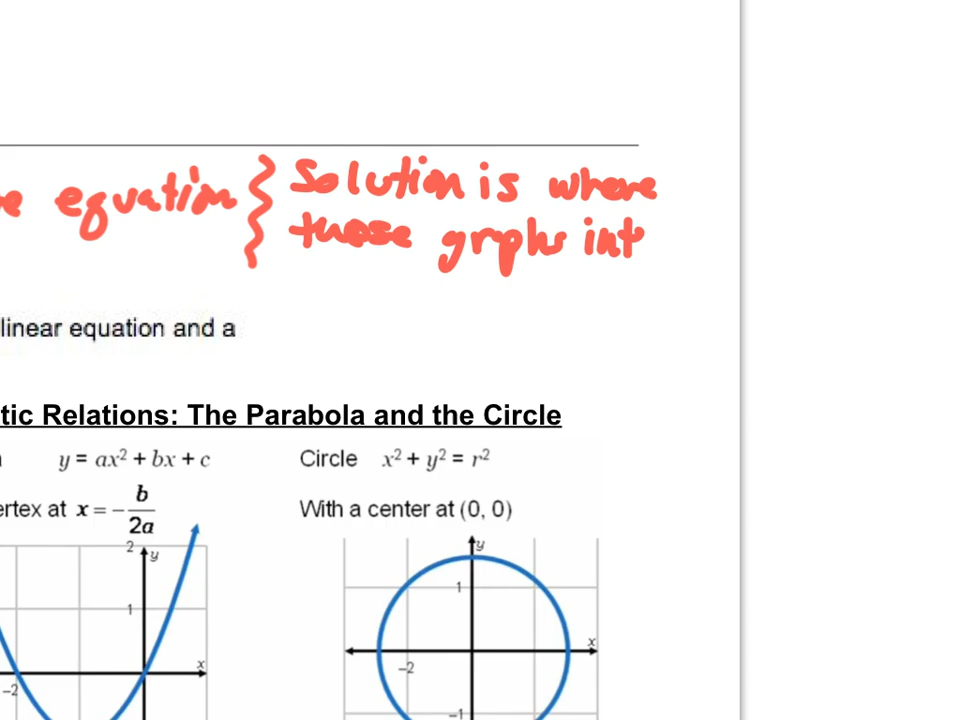 e equation } Solution is where
these graphs int
linear equation and a
tic Relations: The Parabola and the Circle
y = ax² + bx + c
ertex at x = -b/2a
2
y
1
x
-2
Circle x² + y² = r²
With a center at (0, 0)
y
1
x
-2
-1